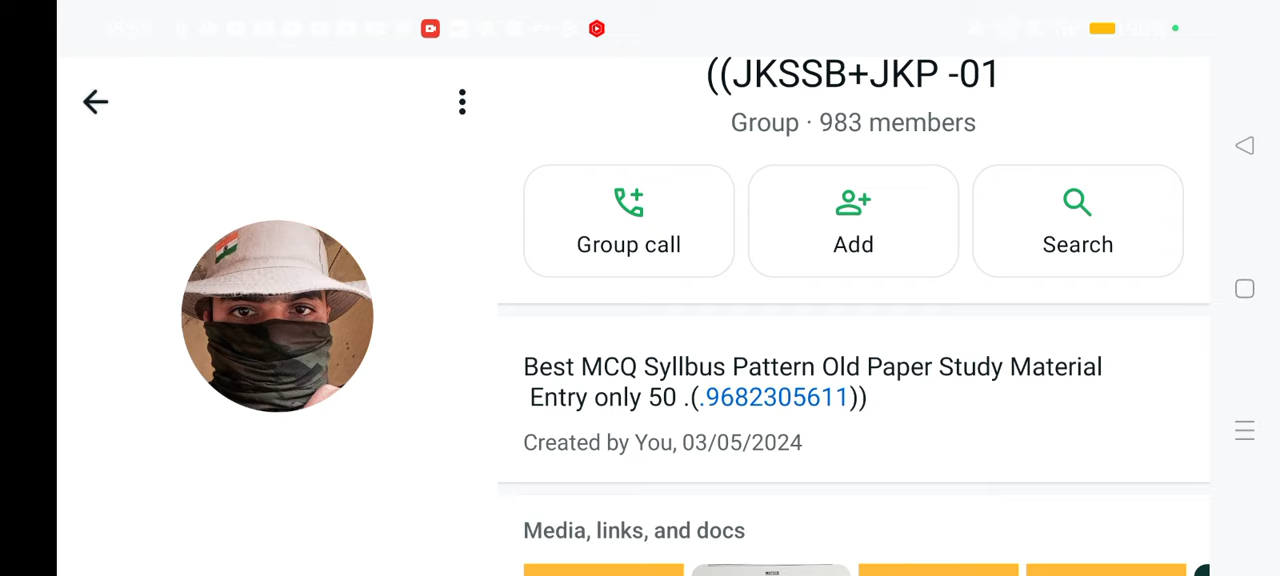 ((JKSSB+JKP -01
Group · 983 members
Group call
Add
Search
Best MCQ Syllbus Pattern Old Paper Study Material
Entry only 50 .(.9682305611))
Created by You, 03/05/2024
Media, links, and docs